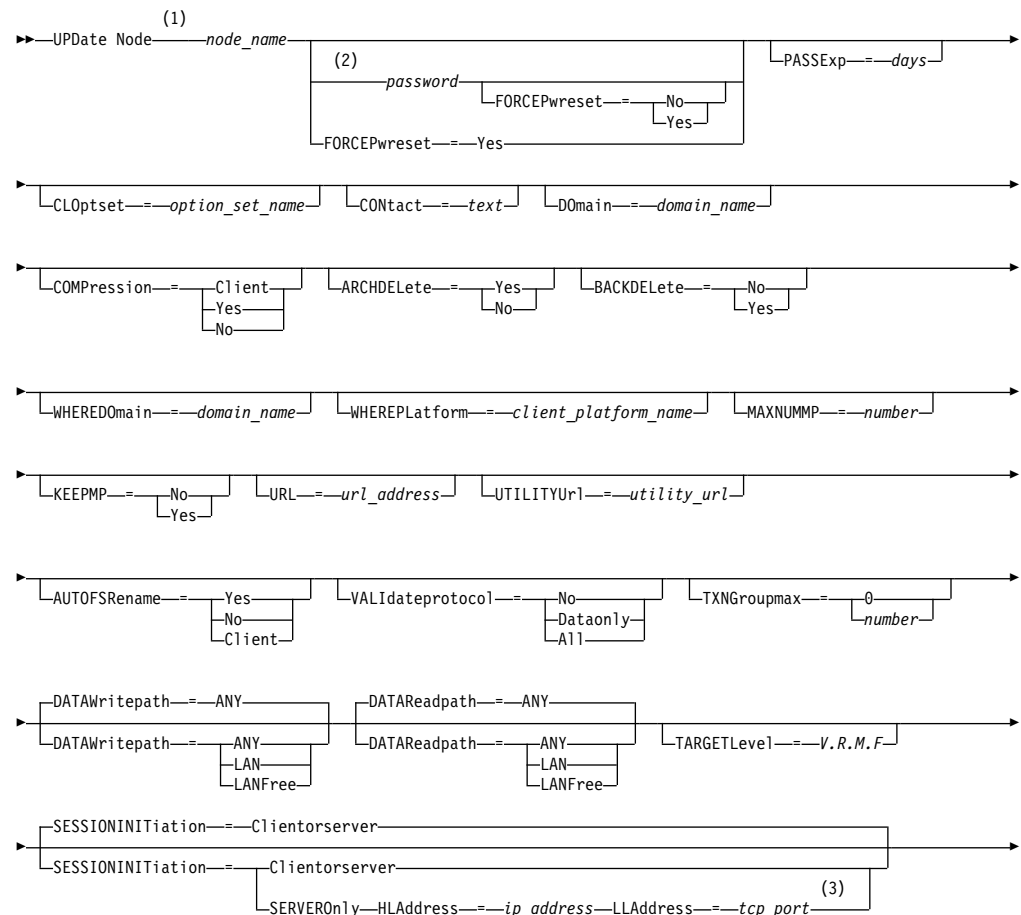 (1)
UPDate Node node_name
(2)
password
PASSExp = days
FORCEPwreset = No
Yes
FORCEPwreset = Yes
CLOptset = option_set_name CONtact = text DOmain = domain_name
COMPression = Client ARCHDELete = Yes BACKDELete = No
Yes No Yes
No
WHEREDOmain = domain_name WHEREPLatform = client_platform_name MAXNUMMP = number
KEEPMP = No URL = url_address UTILITYUrl = utility_url
Yes
AUTOFSRename = Yes VALIdateprotocol = No TXNGroupmax = 0
No Dataonly number
Client All
DATAWritepath = ANY DATAReadpath = ANY
DATAWritepath = ANY DATAReadpath = ANY TARGETLevel = V.R.M.F
LAN LAN
LANFree LANFree
SESSIONINITiation = Clientorserver
SESSIONINITiation = Clientorserver
(3)
SERVEROnly HLAddress = ip_address LLAddress = tcp_port